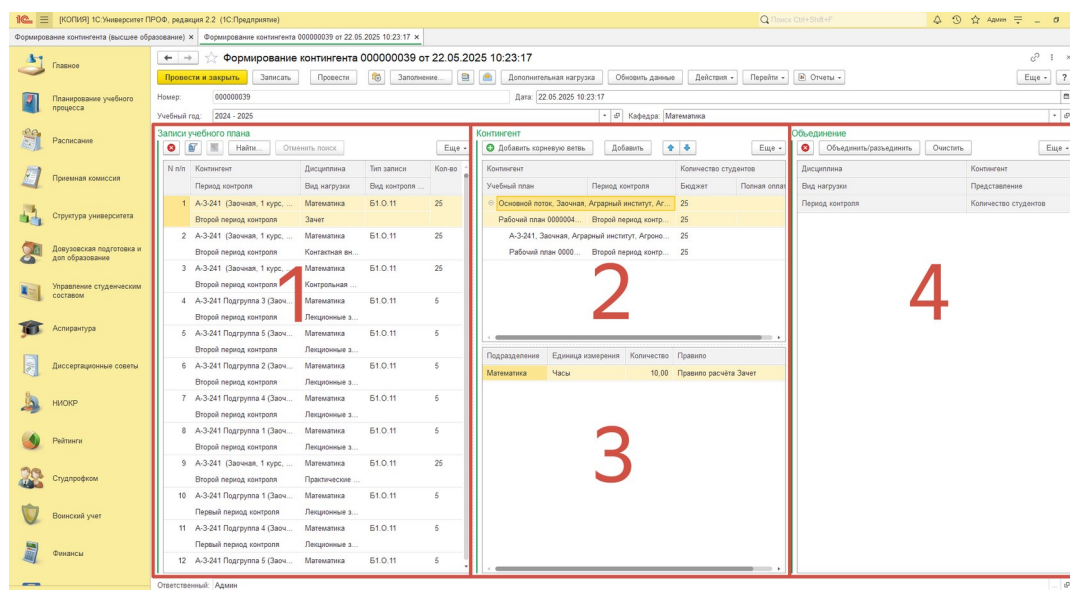 1С [КОПИЯ] 1С:Университет ПРОФ, редакция 2.2 (1С:Предприятие) Поиск Ctrl+Shift+F Админ
Формирование контингента (высшее образование) × Формирование контингента 000000039 от 22.05.2025 10:23:17 ×
Главное
Планирование учебного процесса
Расписание
Приемная комиссия
Структура университета
Довузовская подготовка и доп образование
Управление студенческим составом
Аспирантура
Диссертационные советы
НИОКР
Рейтинги
Студпрофком
Воинский учет
Финансы
Формирование контингента 000000039 от 22.05.2025 10:23:17
Провести и закрыть Записать Провести Заполнение... Дополнительная нагрузка Обновить данные Действия Перейти Отчеты Еще ?
Номер: 000000039 Дата: 22.05.2025 10:23:17
Учебный год: 2024 - 2025 Кафедра: Математика
Записи учебного плана
Найти... Отменить поиск Еще
N п/п Контингент Дисциплина Тип записи Кол-во
Период контроля Вид нагрузки Вид контроля ...
1 А-З-241 (Заочная, 1 курс, ... Математика Б1.О.11 25
Второй период контроля Зачет
2 А-З-241 (Заочная, 1 курс, ... Математика Б1.О.11 25
Второй период контроля Контактная вн...
3 А-З-241 (Заочная, 1 курс, ... Математика Б1.О.11 25
Второй период контроля Контрольная ...
4 А-З-241 Подгруппа 3 (Заоч... Математика Б1.О.11 5
Второй период контроля Лекционные з...
5 А-З-241 Подгруппа 5 (Заоч... Математика Б1.О.11 5
Второй период контроля Лекционные з...
6 А-З-241 Подгруппа 2 (Заоч... Математика Б1.О.11 5
Второй период контроля Лекционные з...
7 А-З-241 Подгруппа 4 (Заоч... Математика Б1.О.11 5
Второй период контроля Лекционные з...
8 А-З-241 Подгруппа 1 (Заоч... Математика Б1.О.11 5
Второй период контроля Лекционные з...
9 А-З-241 (Заочная, 1 курс, ... Математика Б1.О.11 25
Второй период контроля Практические ...
10 А-З-241 Подгруппа 1 (Заоч... Математика Б1.О.11 5
Первый период контроля Лекционные з...
11 А-З-241 Подгруппа 4 (Заоч... Математика Б1.О.11 5
Первый период контроля Лекционные з...
12 А-З-241 Подгруппа 5 (Заоч... Математика Б1.О.11 5
1
Контингент
Добавить корневую ветвь Добавить Еще
Контингент Количество студентов
Учебный план Период контроля Бюджет Полная оплат
Основной поток, Заочная, Аграрный институт, Аг... 25
Рабочий план 0000004... Второй период контр... 25
А-З-241, Заочная, Аграрный институт, Агроно... 25
Рабочий план 0000... Второй период контр... 25
2
Подразделение Единица измерения Количество Правило
Математика Часы 10,00 Правило расчёта Зачет
3
Объединение
Объединить/разъединить Очистить Еще
Дисциплина Контингент
Вид нагрузки Представление
Период контроля Количество студентов
4
Ответственный: Админ